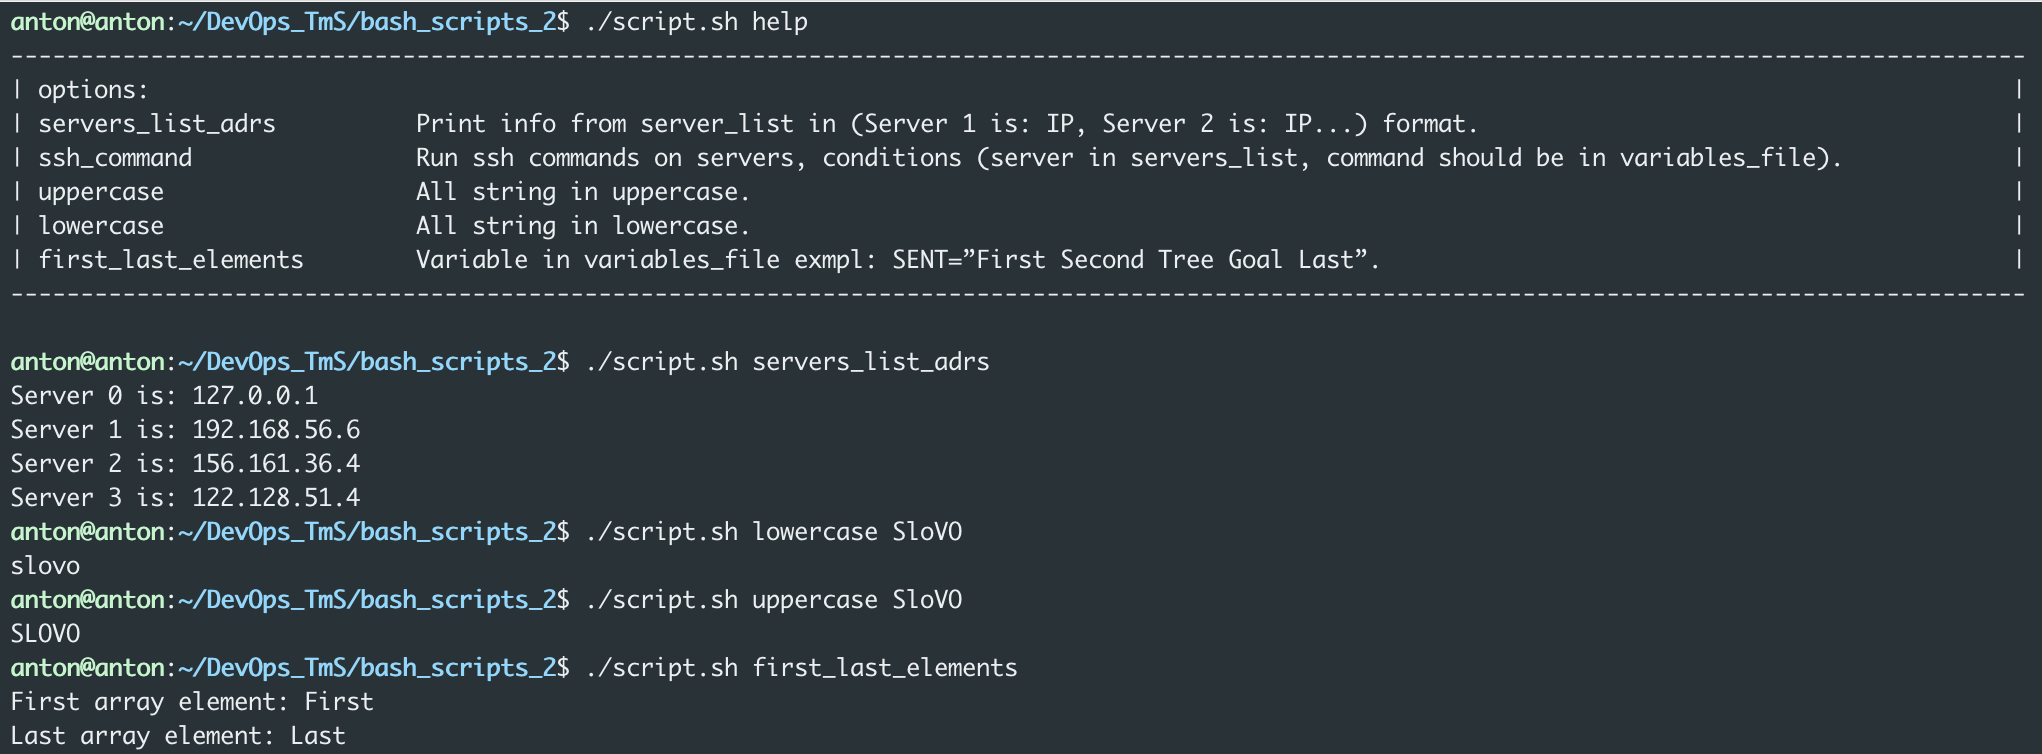 anton@anton:~/DevOps_TmS/bash_scripts_2$ ./script.sh help
------------------------------------------------------------------------------------------------------------------------------------------------
| options:                                                                                                                                     |
| servers_list_adrs          Print info from server_list in (Server 1 is: IP, Server 2 is: IP...) format.                                      |
| ssh_command                Run ssh commands on servers, conditions (server in servers_list, command should be in variables_file).            |
| uppercase                  All string in uppercase.                                                                                          |
| lowercase                  All string in lowercase.                                                                                          |
| first_last_elements        Variable in variables_file exmpl: SENT=”First Second Tree Goal Last”.                                             |
------------------------------------------------------------------------------------------------------------------------------------------------
anton@anton:~/DevOps_TmS/bash_scripts_2$ ./script.sh servers_list_adrs
Server 0 is: 127.0.0.1
Server 1 is: 192.168.56.6
Server 2 is: 156.161.36.4
Server 3 is: 122.128.51.4
anton@anton:~/DevOps_TmS/bash_scripts_2$ ./script.sh lowercase SloVO
slovo
anton@anton:~/DevOps_TmS/bash_scripts_2$ ./script.sh uppercase SloVO
SLOVO
anton@anton:~/DevOps_TmS/bash_scripts_2$ ./script.sh first_last_elements
First array element: First
Last array element: Last